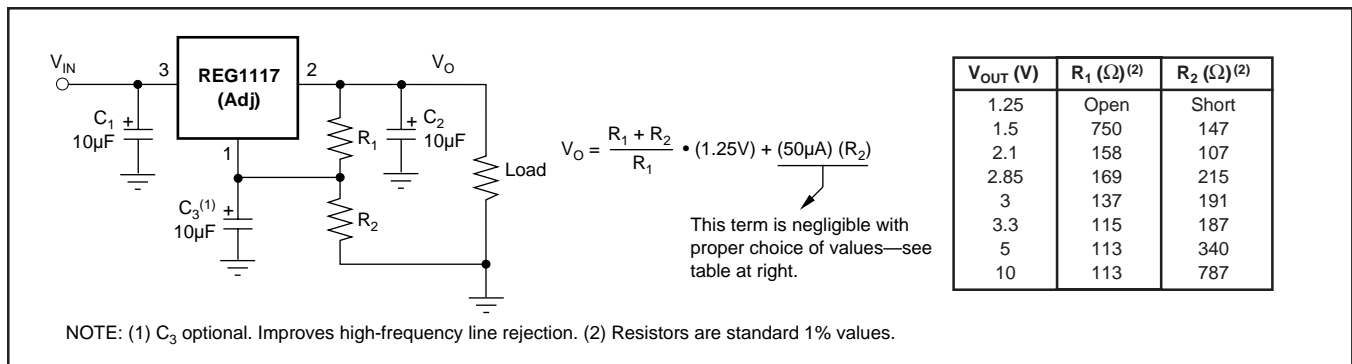 V_IN
3
REG1117
(Adj)
2
V_O
C_1
+
10µF
1
R_1
+
C_2
10µF
Load
C_3^(1)
+
10µF
R_2
V_O = (R_1 + R_2)/R_1 • (1.25V) + (50µA) (R_2)
This term is negligible with
proper choice of values—see
table at right.
V_OUT (V) R_1 (Ω)^(2) R_2 (Ω)^(2)
1.25 Open Short
1.5 750 147
2.1 158 107
2.85 169 215
3 137 191
3.3 115 187
5 113 340
10 113 787
NOTE: (1) C_3 optional. Improves high-frequency line rejection. (2) Resistors are standard 1% values.